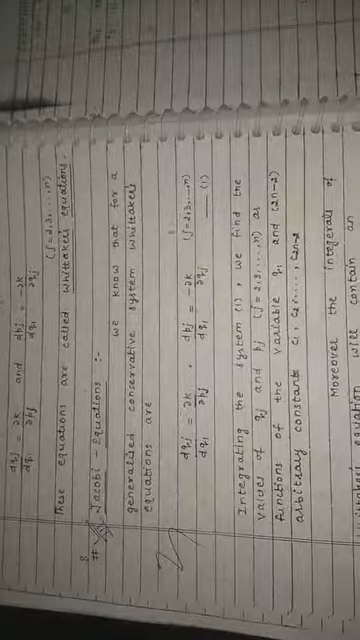 dqj/dq1 = ∂k/∂pj and dpj/dq1 = -∂k/∂qj (j=2,3,...,n)
These equations are called Whittaker's equations.
8.
# Jacobi - equations :-
we know that for a
generalized conservative system Whittaker's
equations are
dqj/dq1 = ∂k/∂pj , dpj/dq1 = -∂k/∂qj (j=2,3,...,n) — (1)
Integrating the system (1), we find the
values of qj and pj (j=2,3,...,n) as
functions of the variable q1 and (2n-2)
arbitrary constants c1, c2,..., c2n-2
Moreover the integerals of
equation will contain an